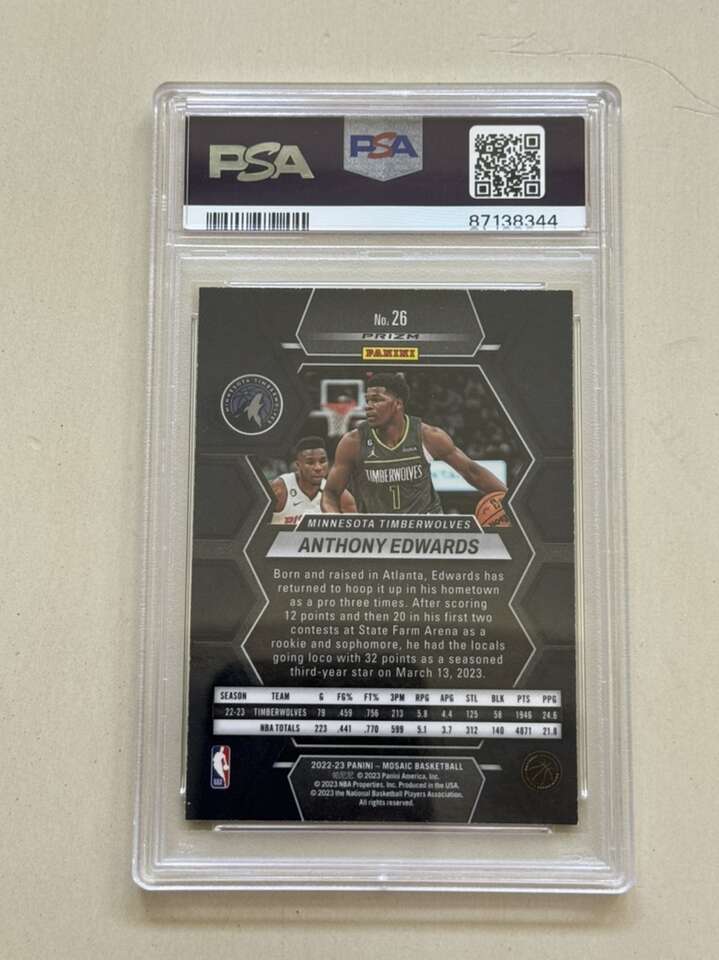 PSA PSA
87138344
No. 26
PRIZM
PANINI
MINNESOTA TIMBERWOLVES
TIMBERWOLVES
1
MINNESOTA TIMBERWOLVES
ANTHONY EDWARDS
Born and raised in Atlanta, Edwards has
returned to hoop it up in his hometown
as a pro three times. After scoring
12 points and then 20 in his first two
contests at State Farm Arena as a
rookie and sophomore, he had the locals
going loco with 32 points as a seasoned
third-year star on March 13, 2023.
SEASON TEAM G FG% FT% 3PM RPG APG STL BLK PTS PPG
22-23 TIMBERWOLVES 79 .459 .756 213 5.8 4.4 125 58 1946 24.6
NBA TOTALS 223 .441 .770 599 5.1 3.7 312 140 4871 21.8
2022-23 PANINI – MOSAIC BASKETBALL
© 2023 Panini America, Inc.
© 2023 NBA Properties, Inc. Produced in the USA.
© 2023 the National Basketball Players Association.
All rights reserved.